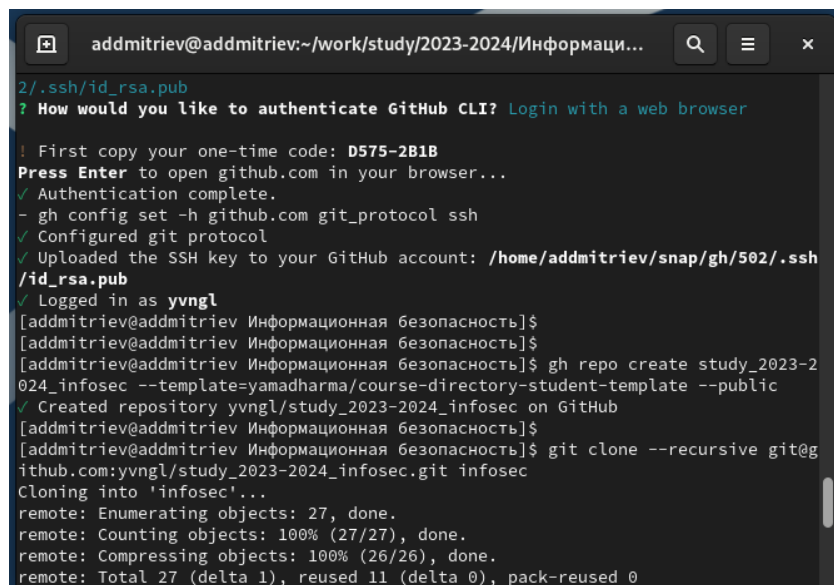 addmitriev@addmitriev:~/work/study/2023-2024/Информаци...
2/.ssh/id_rsa.pub
? How would you like to authenticate GitHub CLI? Login with a web browser
! First copy your one-time code: D575-2B1B
Press Enter to open github.com in your browser...
✓ Authentication complete.
- gh config set -h github.com git_protocol ssh
✓ Configured git protocol
✓ Uploaded the SSH key to your GitHub account: /home/addmitriev/snap/gh/502/.ssh
/id_rsa.pub
✓ Logged in as yvngl
[addmitriev@addmitriev Информационная безопасность]$
[addmitriev@addmitriev Информационная безопасность]$
[addmitriev@addmitriev Информационная безопасность]$ gh repo create study_2023-2
024_infosec --template=yamadharma/course-directory-student-template --public
✓ Created repository yvngl/study_2023-2024_infosec on GitHub
[addmitriev@addmitriev Информационная безопасность]$
[addmitriev@addmitriev Информационная безопасность]$ git clone --recursive git@g
ithub.com:yvngl/study_2023-2024_infosec.git infosec
Cloning into 'infosec'...
remote: Enumerating objects: 27, done.
remote: Counting objects: 100% (27/27), done.
remote: Compressing objects: 100% (26/26), done.
remote: Total 27 (delta 1), reused 11 (delta 0), pack-reused 0